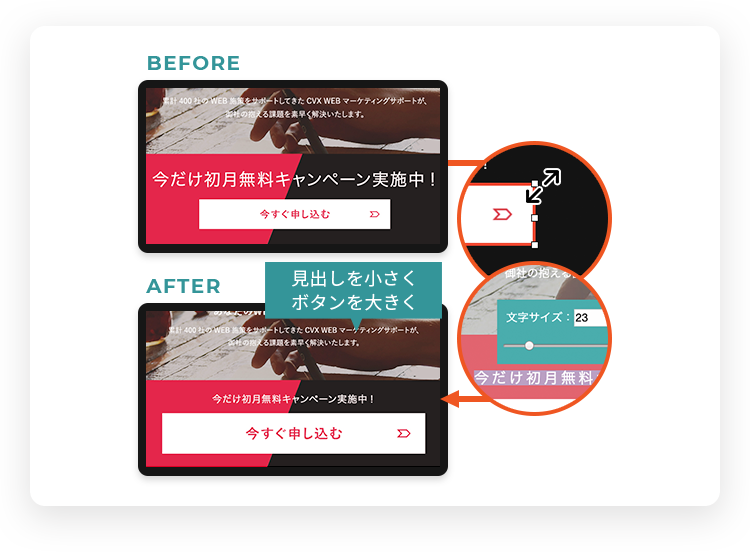 BEFORE
累計 400 社の WEB 施策をサポートしてきた CVX WEB マーケティングサポートが、
御社の抱える課題を素早く解決いたします。
今だけ初月無料キャンペーン実施中！
今すぐ申し込む
！
AFTER
見出しを小さく
ボタンを大きく
累計 400 社の WEB 施策をサポートしてきた CVX WEB マーケティングサポートが、
御社の抱える課題を素早く解決いたします。
今だけ初月無料キャンペーン実施中！
今すぐ申し込む
御社の抱える
文字サイズ：23
今だけ初月無料